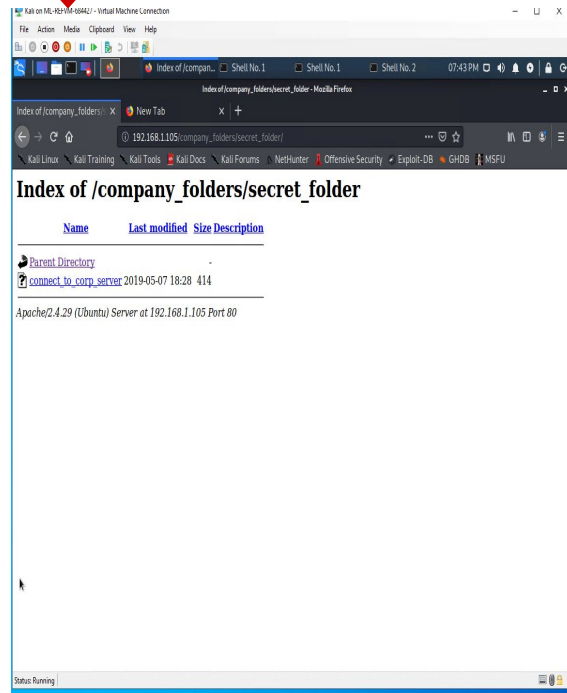 Kali on ML-REFVM-684427 - Virtual Machine Connection
File Action Media Clipboard View Help
Index of /compan... Shell No. 1 Shell No. 1 Shell No. 2 07:43 PM
Index of /company_folders/secret_folder - Mozilla Firefox
Index of /company_folders/s X New Tab X +
192.168.1.105/company_folders/secret_folder/
Kali Linux Kali Training Kali Tools Kali Docs Kali Forums NetHunter Offensive Security Exploit-DB GHDB MSFU
Index of /company_folders/secret_folder
Name Last modified Size Description
Parent Directory -
connect_to_corp_server 2019-05-07 18:28 414
Apache/2.4.29 (Ubuntu) Server at 192.168.1.105 Port 80
Status: Running